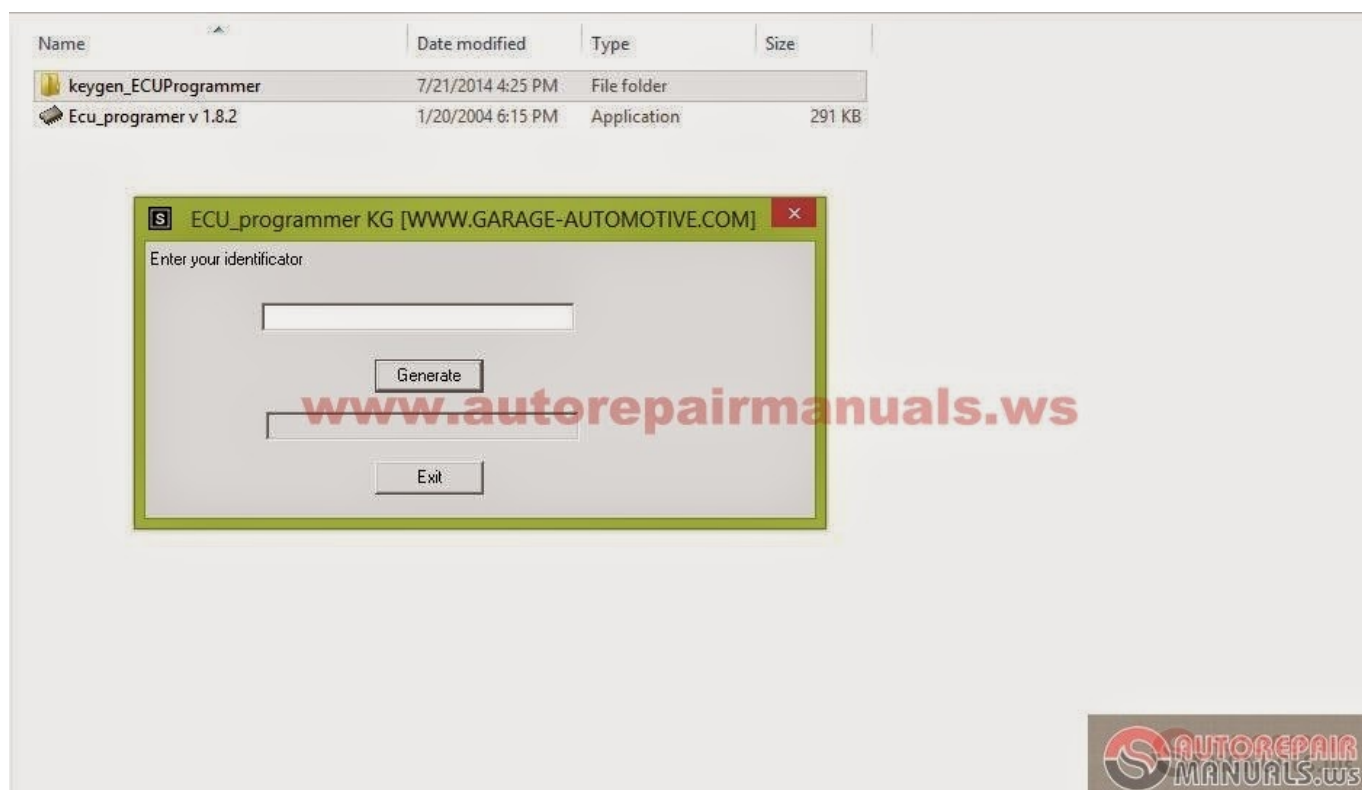 Name Date modified Type Size
keygen_ECUProgrammer 7/21/2014 4:25 PM File folder
Ecu_programer v 1.8.2 1/20/2004 6:15 PM Application 291 KB
S ECU_programmer KG [WWW.GARAGE-AUTOMOTIVE.COM] ×
Enter your identificator
Generate
www.autorepairmanuals.ws
Exit
AUTOREPAIR
MANUALS.ws